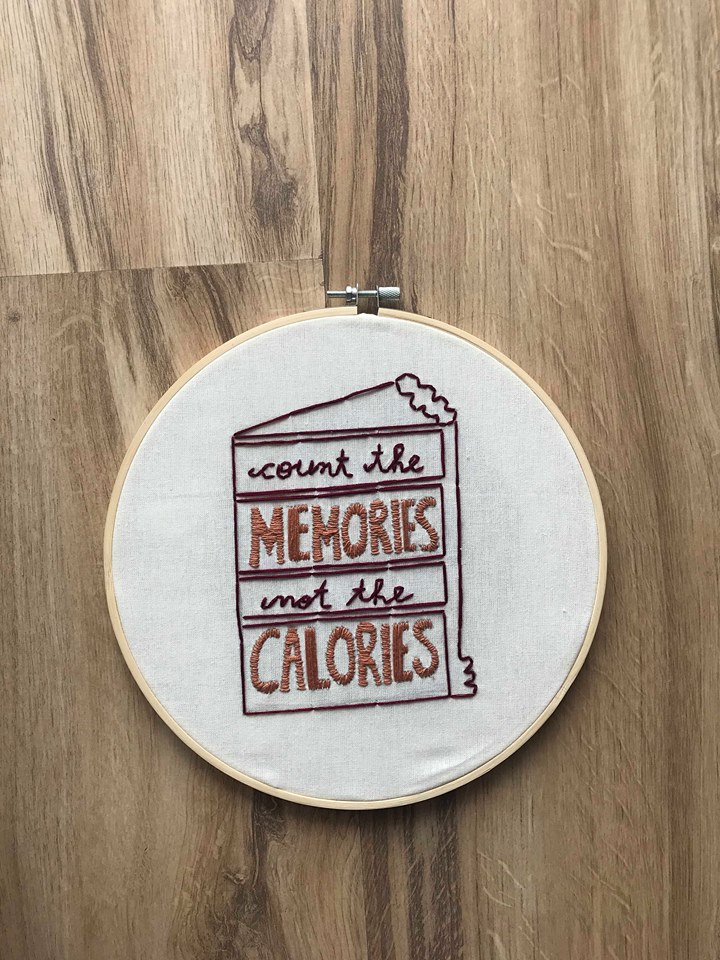 count the
MEMORIES
not the
CALORIES